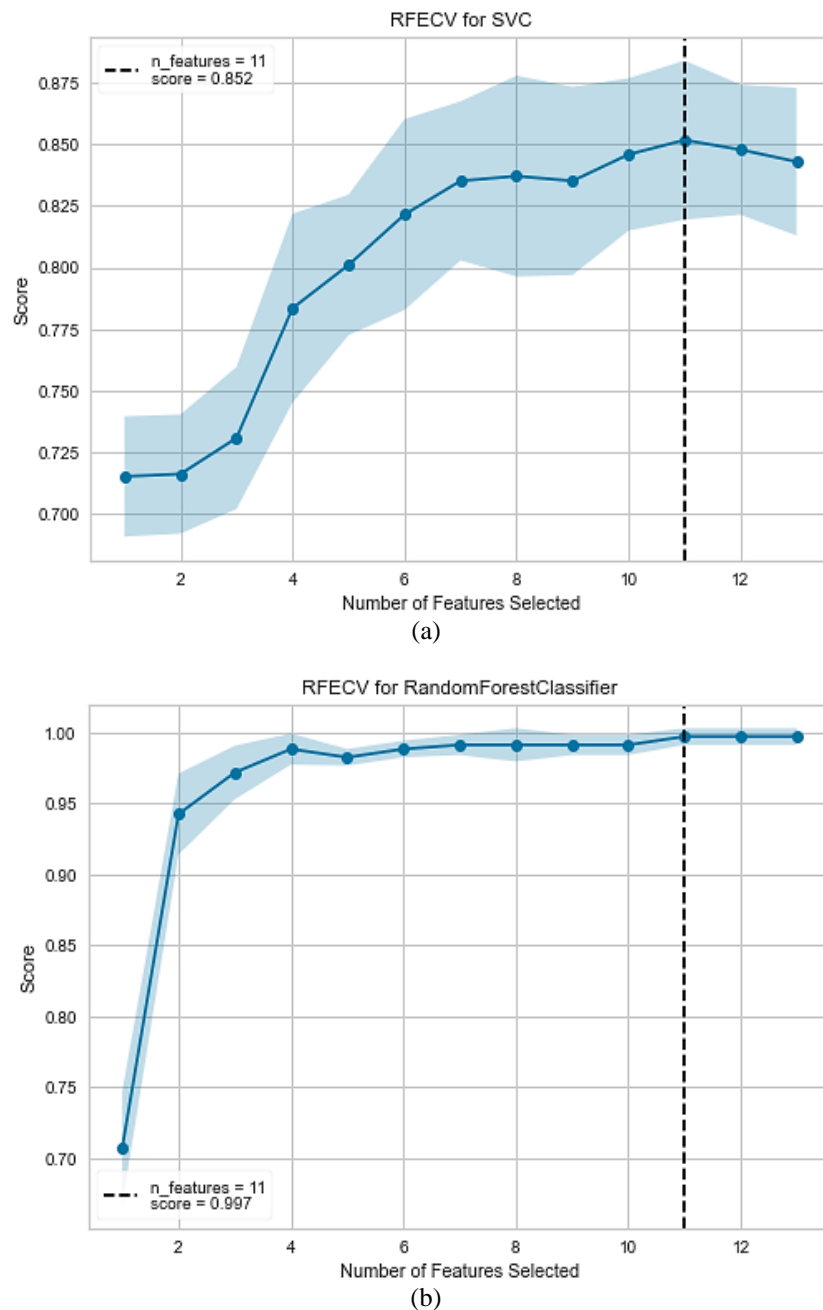 RFECV for SVC
n_features = 11
score = 0.852
0.875
0.850
0.825
0.800
0.775
0.750
0.725
0.700
Score
2 4 6 8 10 12
Number of Features Selected
(a)
RFECV for RandomForestClassifier
1.00
0.95
0.90
0.85
0.80
0.75
0.70
Score
n_features = 11
score = 0.997
2 4 6 8 10 12
Number of Features Selected
(b)